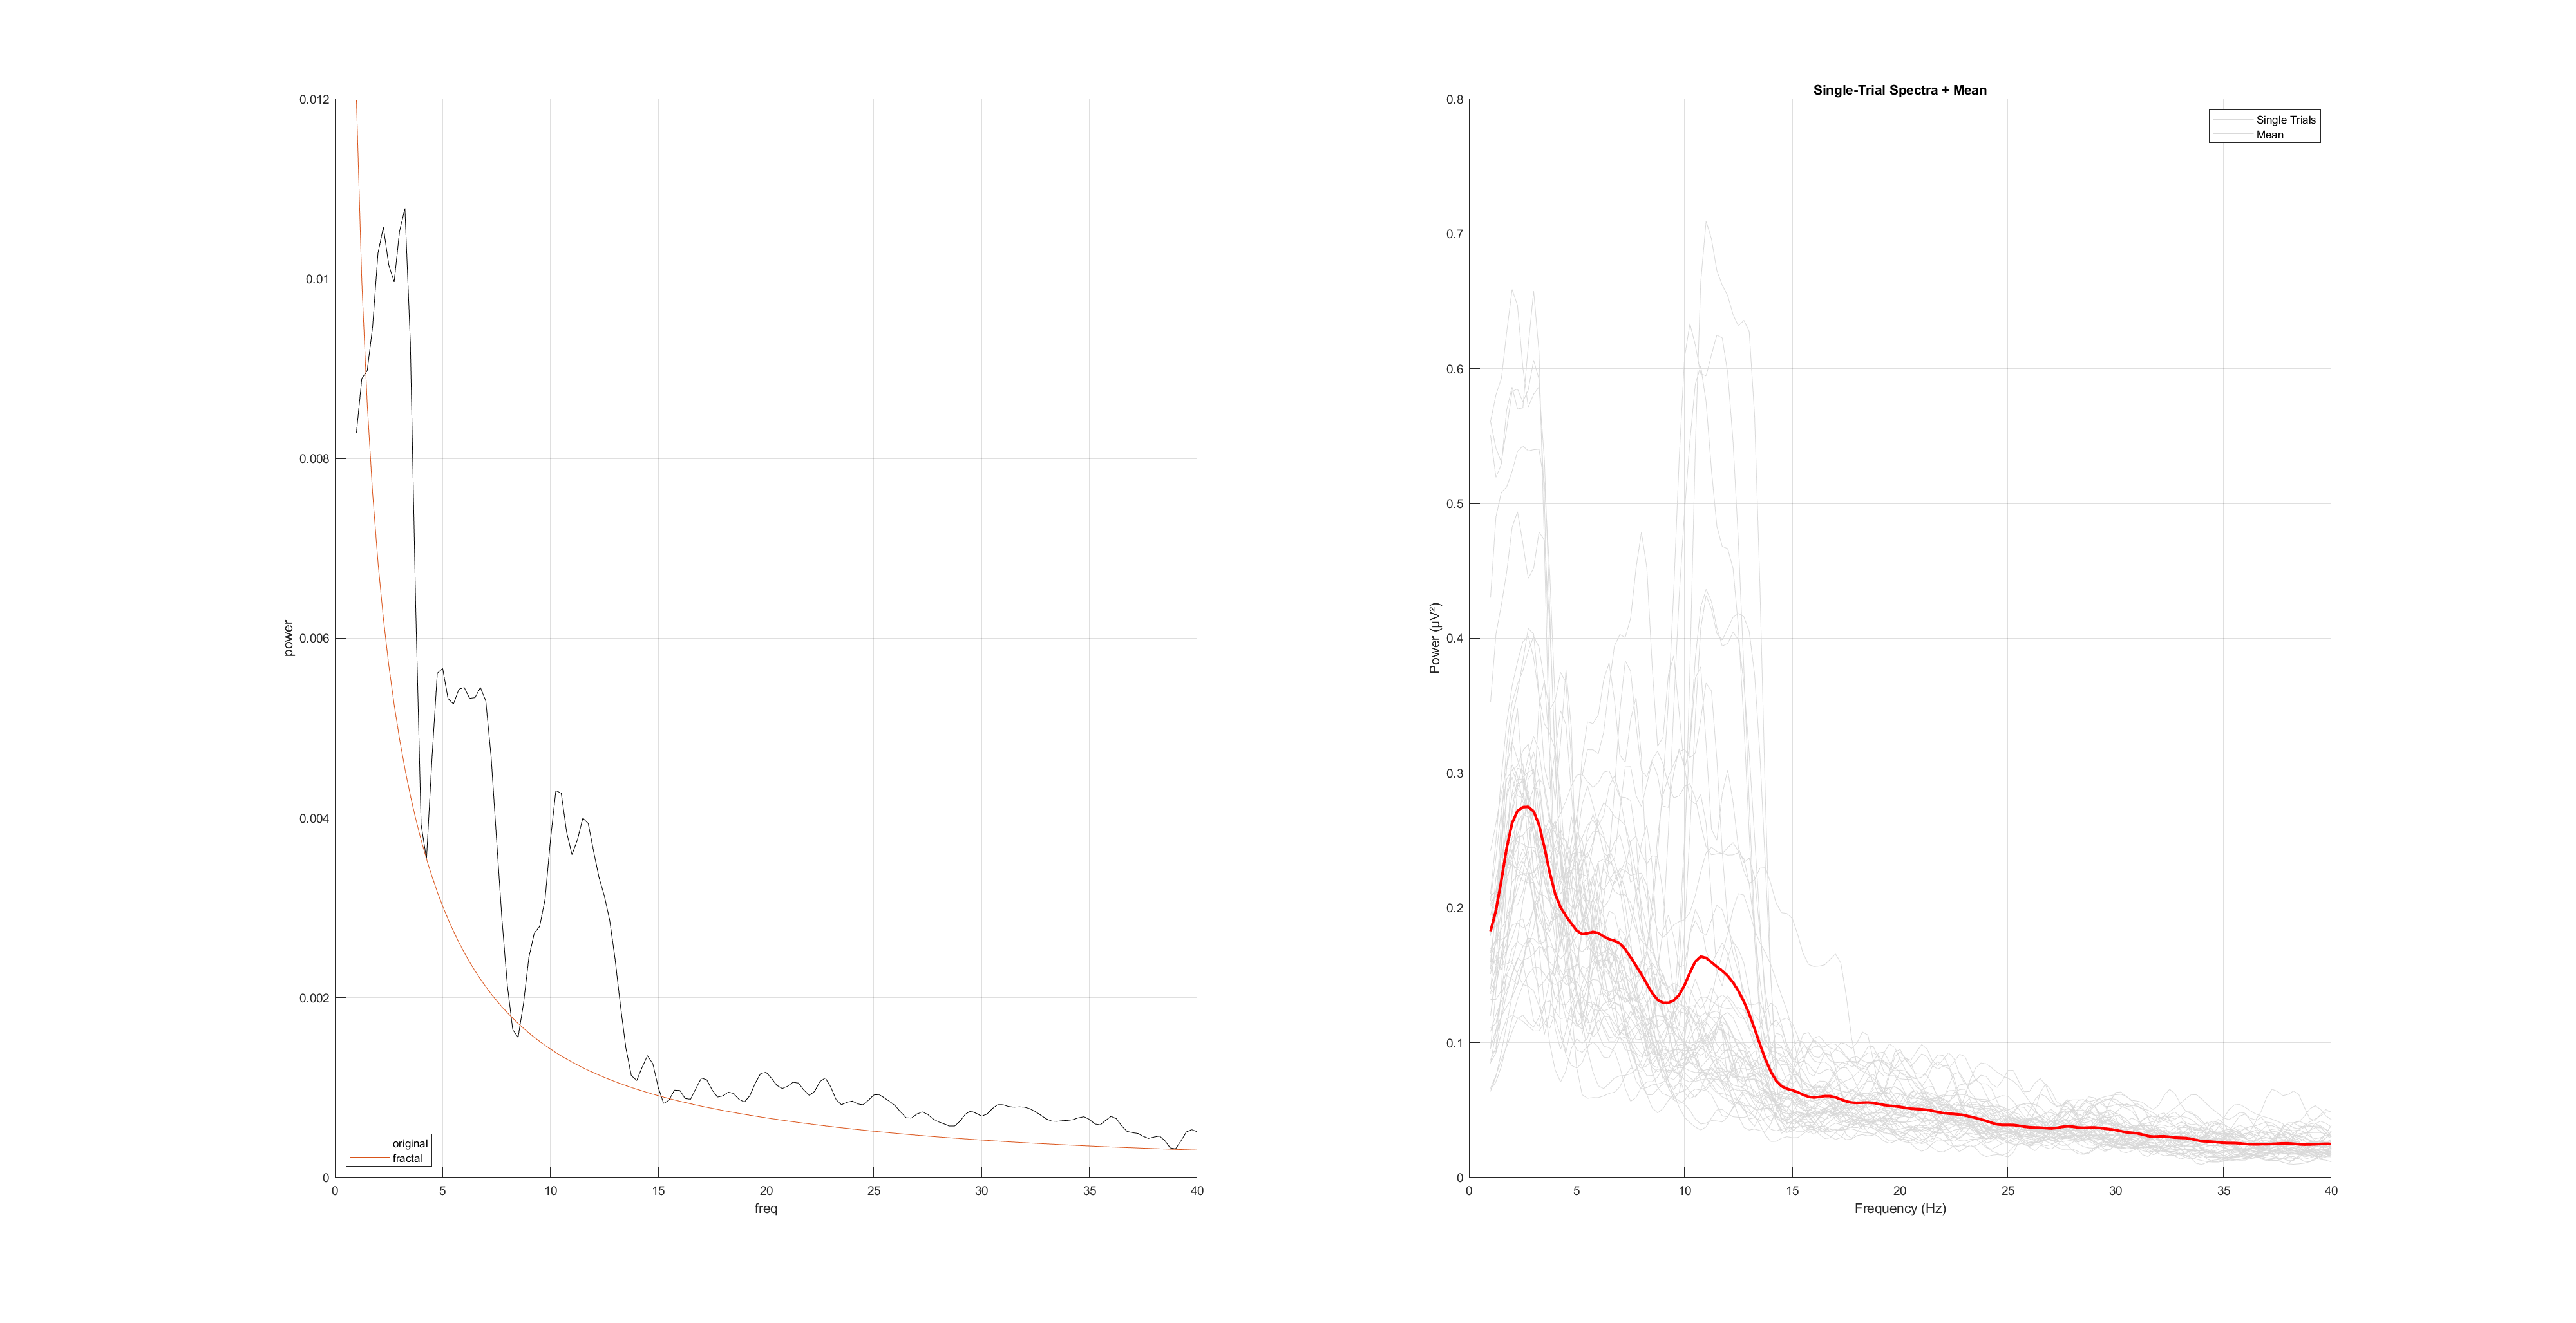 0.012
0.01
0.008
0.006
0.004
0.002
0
power
original
fractal
0 5 10 15 20 25 30 35 40
freq
Single-Trial Spectra + Mean
Single Trials
Mean
0.8
0.7
0.6
0.5
0.4
0.3
0.2
0.1
0
Power (µV²)
0 5 10 15 20 25 30 35 40
Frequency (Hz)